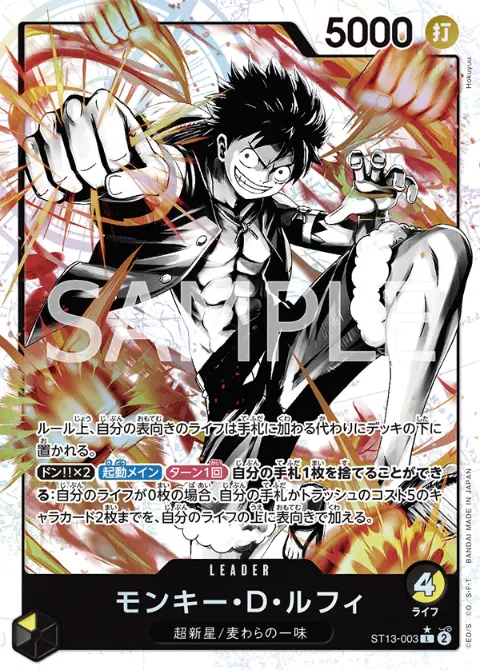 5000
打
Hokuyuu
SAMPLE
ルール上、自分の表向きのライフは手札に加わる代わりにデッキの下に
置かれる。
ドン!!×2 起動メイン ターン1回 自分の手札1枚を捨てることができ
る:自分のライフが0枚の場合、自分の手札かトラッシュのコスト5のキ
ャラカード2枚までを、自分のライフの上に表向きで加える。
LEADER
モンキー・D・ルフィ
超新星/麦わらの一味
4
ライフ
ST13-003 L 2
©E.O/S ©O/S・F・T BANDAI MADE IN JAPAN